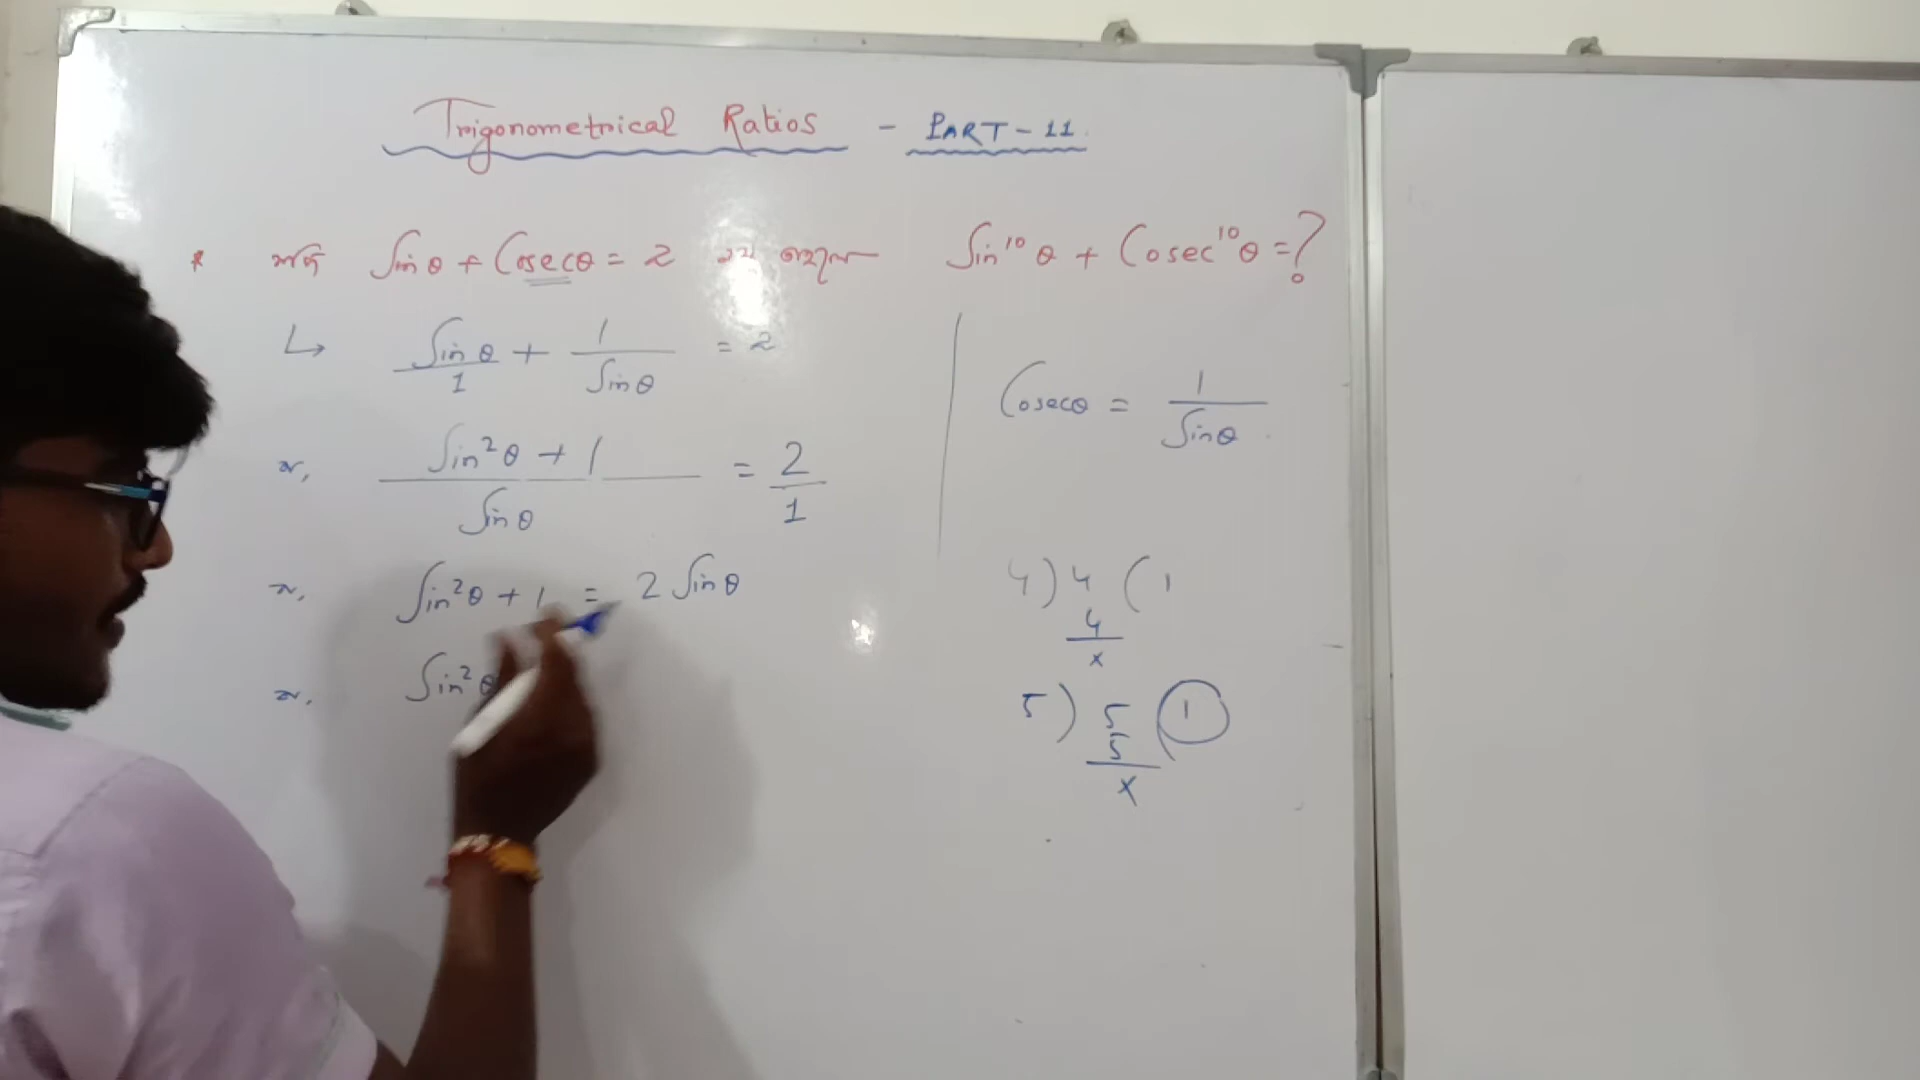 Trigonometrical Ratios - PART-11.
* যদি Sinθ + Cosecθ = 2 হয় তাহলে Sin¹⁰θ + Cosec¹⁰θ = ?
↳ Sinθ/1 + 1/Sinθ = 2
বা, (Sin²θ + 1)/Sinθ = 2/1
বা, Sin²θ + 1 = 2 Sinθ
বা, Sin²θ
Cosecθ = 1/Sinθ
4) 4 (1
4
x
5) 5 (1
5
x